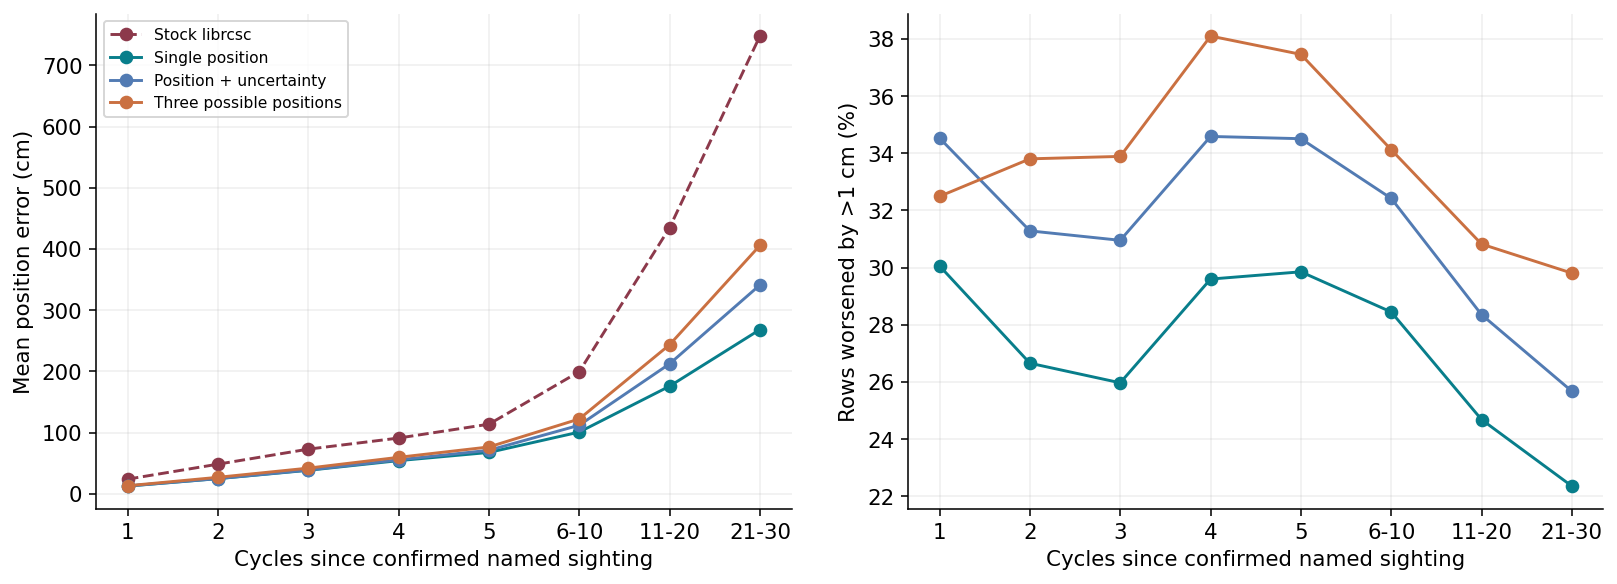 Mean position error (cm)
700
600
500
400
300
200
100
0
Stock librcsc
Single position
Position + uncertainty
Three possible positions
1 2 3 4 5 6-10 11-20 21-30
Cycles since confirmed named sighting
Rows worsened by >1 cm (%)
38
36
34
32
30
28
26
24
22
1 2 3 4 5 6-10 11-20 21-30
Cycles since confirmed named sighting